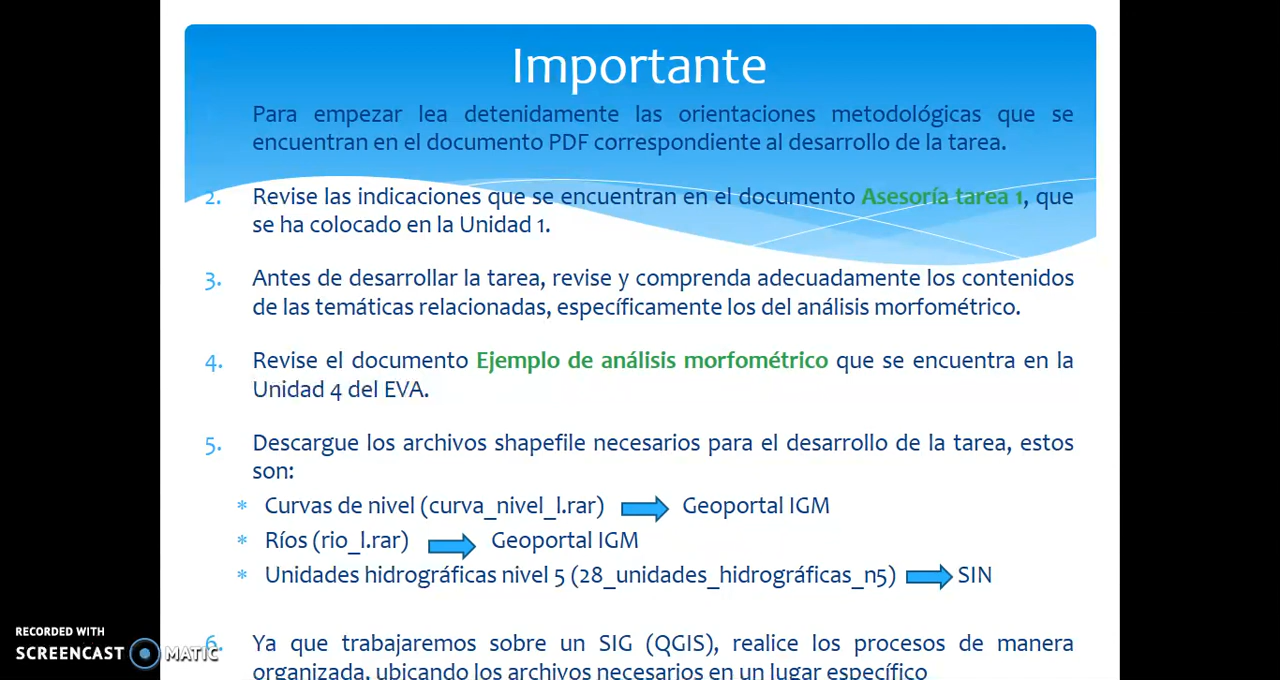 Importante
Para empezar lea detenidamente las orientaciones metodológicas que se
encuentran en el documento PDF correspondiente al desarrollo de la tarea.
2. Revise las indicaciones que se encuentran en el documento Asesoría tarea 1, que
se ha colocado en la Unidad 1.
3. Antes de desarrollar la tarea, revise y comprenda adecuadamente los contenidos
de las temáticas relacionadas, específicamente los del análisis morfométrico.
4. Revise el documento Ejemplo de análisis morfométrico que se encuentra en la
Unidad 4 del EVA.
5. Descargue los archivos shapefile necesarios para el desarrollo de la tarea, estos
son:
* Curvas de nivel (curva_nivel_l.rar) Geoportal IGM
* Ríos (rio_l.rar) Geoportal IGM
* Unidades hidrográficas nivel 5 (28_unidades_hidrográficas_n5) SIN
6. Ya que trabajaremos sobre un SIG (QGIS), realice los procesos de manera
organizada, ubicando los archivos necesarios en un lugar específico
RECORDED WITH
SCREENCAST MATIC